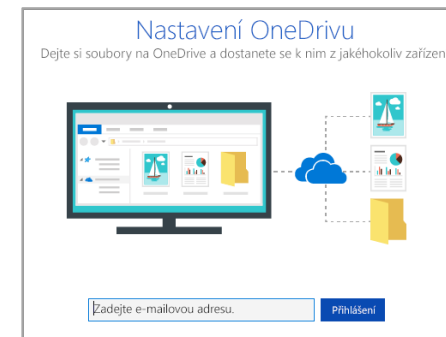 Nastavení OneDrivu
Dejte si soubory na OneDrive a dostanete se k nim z jakéhokoliv zařízen
Zadejte e-mailovou adresu.
Přihlášení